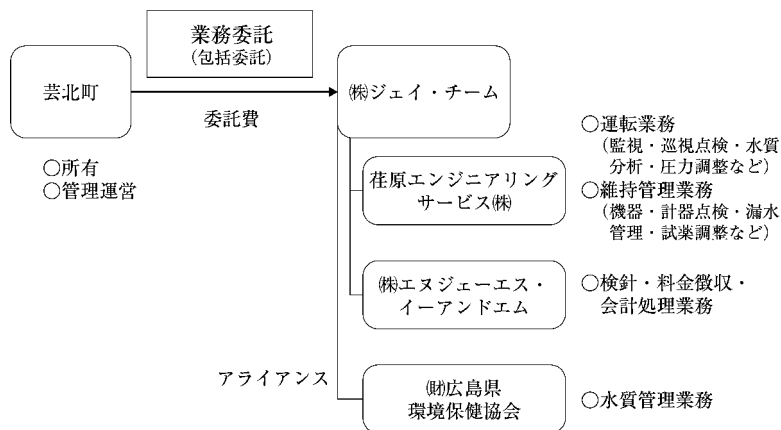 業務委託
(包括委託)
芸北町
㈱ジェイ・チーム
委託費
○所有
○管理運営
荏原エンジニアリング
サービス㈱
○運転業務
(監視・巡視点検・水質
分析・圧力調整など)
○維持管理業務
(機器・計器点検・漏水
管理・試薬調整など)
㈱エヌジェーエス・
イーアンドエム
○検針・料金徴収・
会計処理業務
アライアンス
㈶広島県
環境保健協会
○水質管理業務